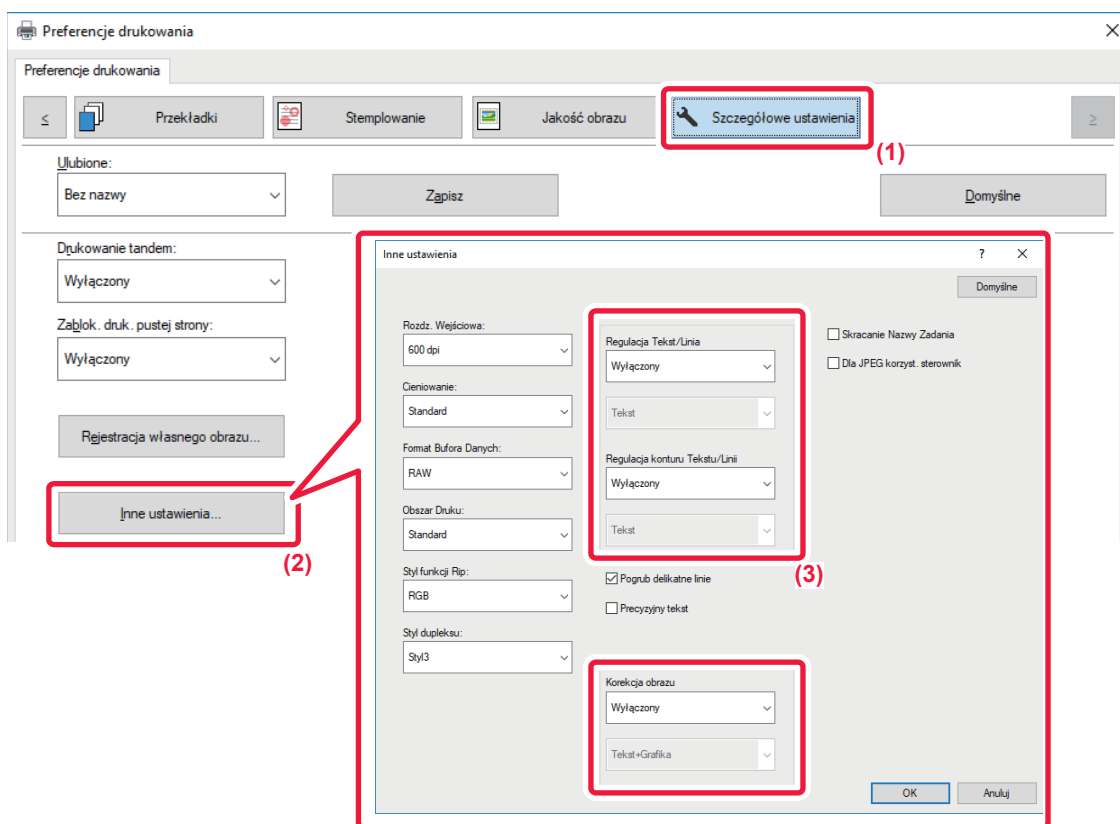 Preferencje drukowania
Preferencje drukowania
≤ Przekładki Stemplowanie Jakość obrazu Szczegółowe ustawienia ≥
(1)
Ulubione:
Bez nazwy Zapisz Domyślne
Drukowanie tandem:
Wyłączony
Zablok. druk. pustej strony:
Wyłączony
Rejestracja własnego obrazu...
Inne ustawienia...
(2)
Inne ustawienia ?
Domyślne
Rozdz. Wejściowa:
600 dpi
Cieniowanie:
Standard
Format Bufora Danych:
RAW
Obszar Druku:
Standard
Styl funkcji Rip:
RGB
Styl dupleksu:
Styl3
Regulacja Tekst/Linia
Wyłączony
Tekst
Regulacja konturu Tekstu/Linii
Wyłączony
Tekst
(3)
Pogrub delikatne linie
Precyzyjny tekst
Korekcja obrazu
Wyłączony
Tekst+Grafika
Skracanie Nazwy Zadania
Dla JPEG korzyst. sterownik
OK Anuluj